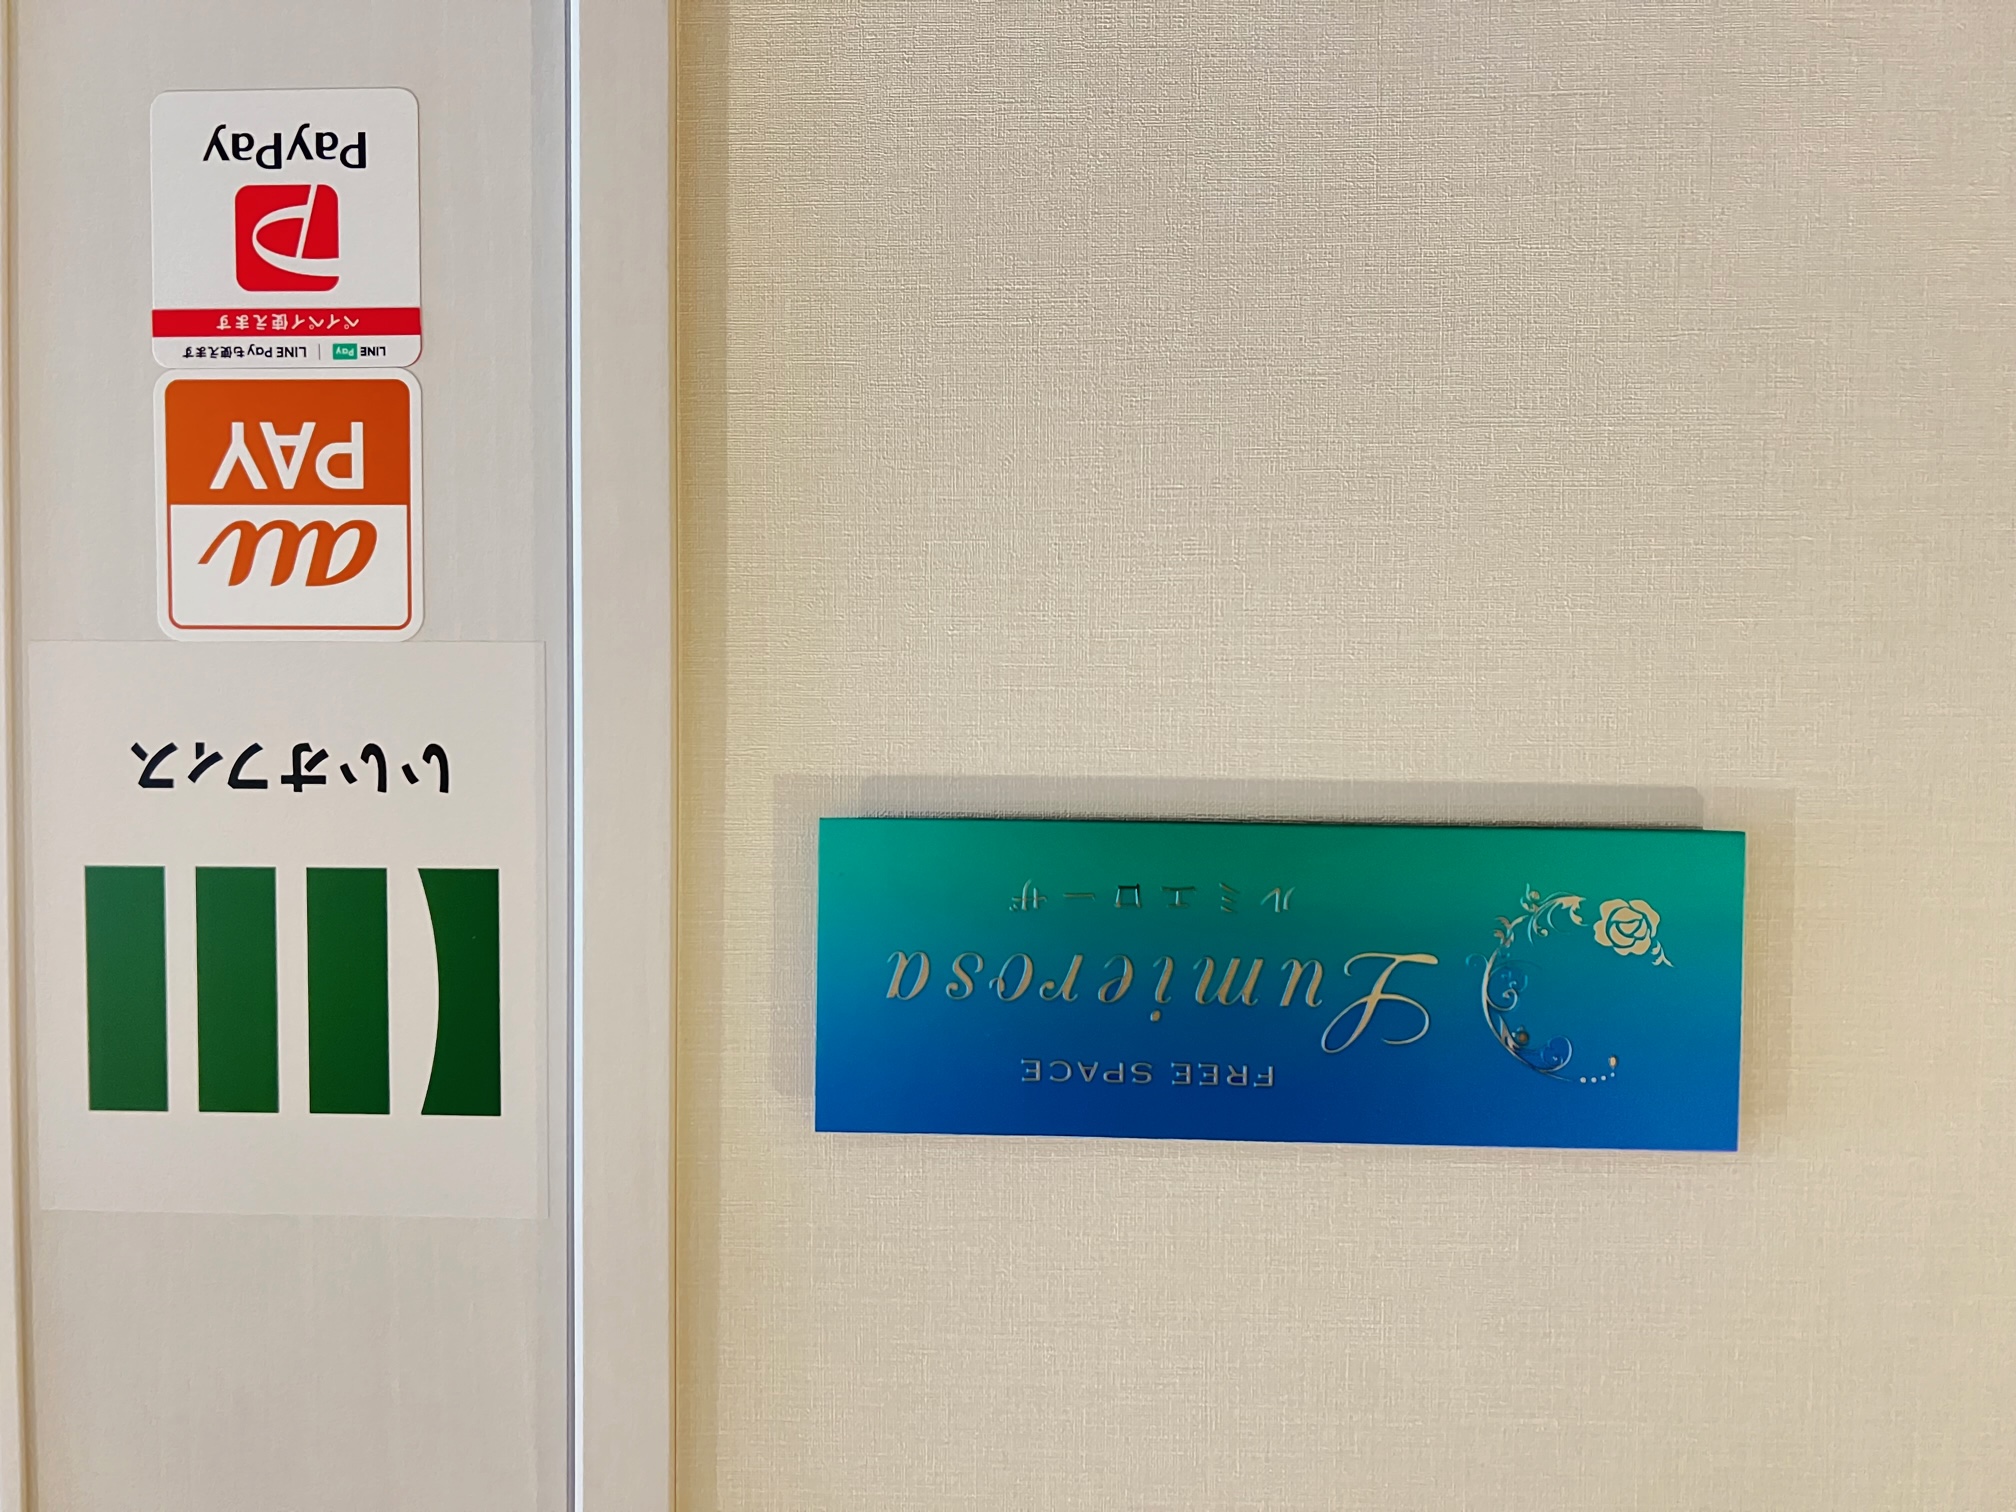 FREE SPACE
Lumierosa
ルミエローザ
いいオフィス
au
PAY
LINE Pay LINE Payも使えます
ペイペイ使えます
PayPay